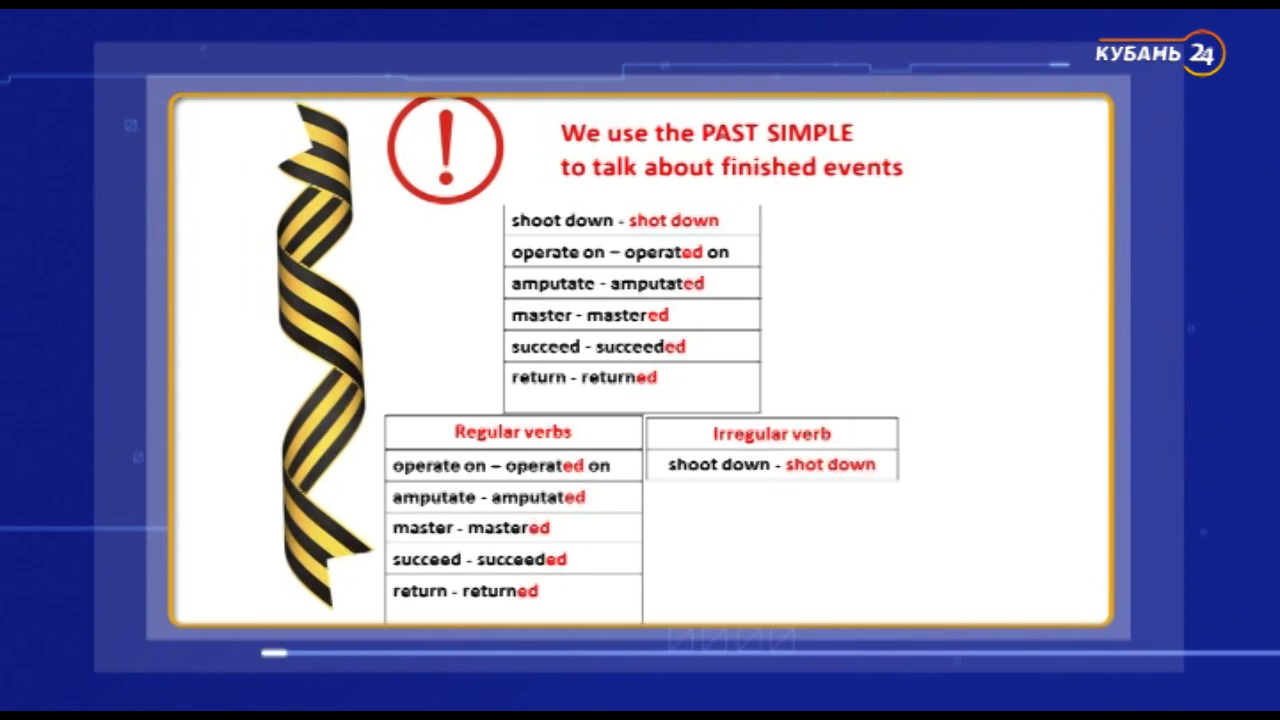 КУБАНЬ 24
!
We use the PAST SIMPLE
to talk about finished events
shoot down - shot down
operate on – operated on
amputate - amputated
master - mastered
succeed - succeeded
return - returned
Regular verbs
operate on – operated on
amputate - amputated
master - mastered
succeed - succeeded
return - returned
Irregular verb
shoot down - shot down